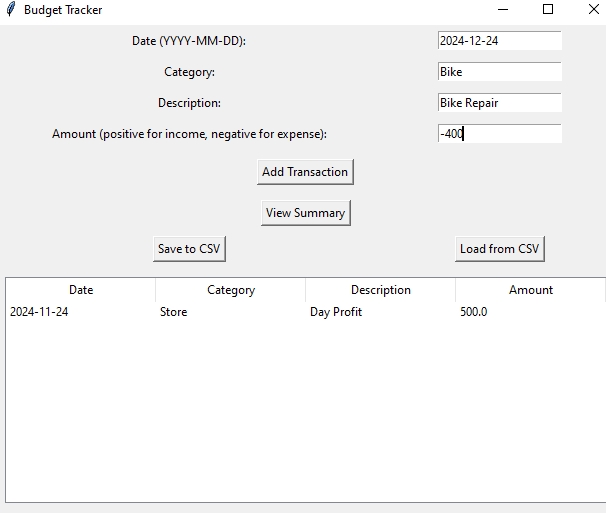 Budget Tracker
Date (YYYY-MM-DD): 2024-12-24
Category: Bike
Description: Bike Repair
Amount (positive for income, negative for expense): -400
Add Transaction
View Summary
Save to CSV Load from CSV
Date Category Description Amount
2024-11-24 Store Day Profit 500.0